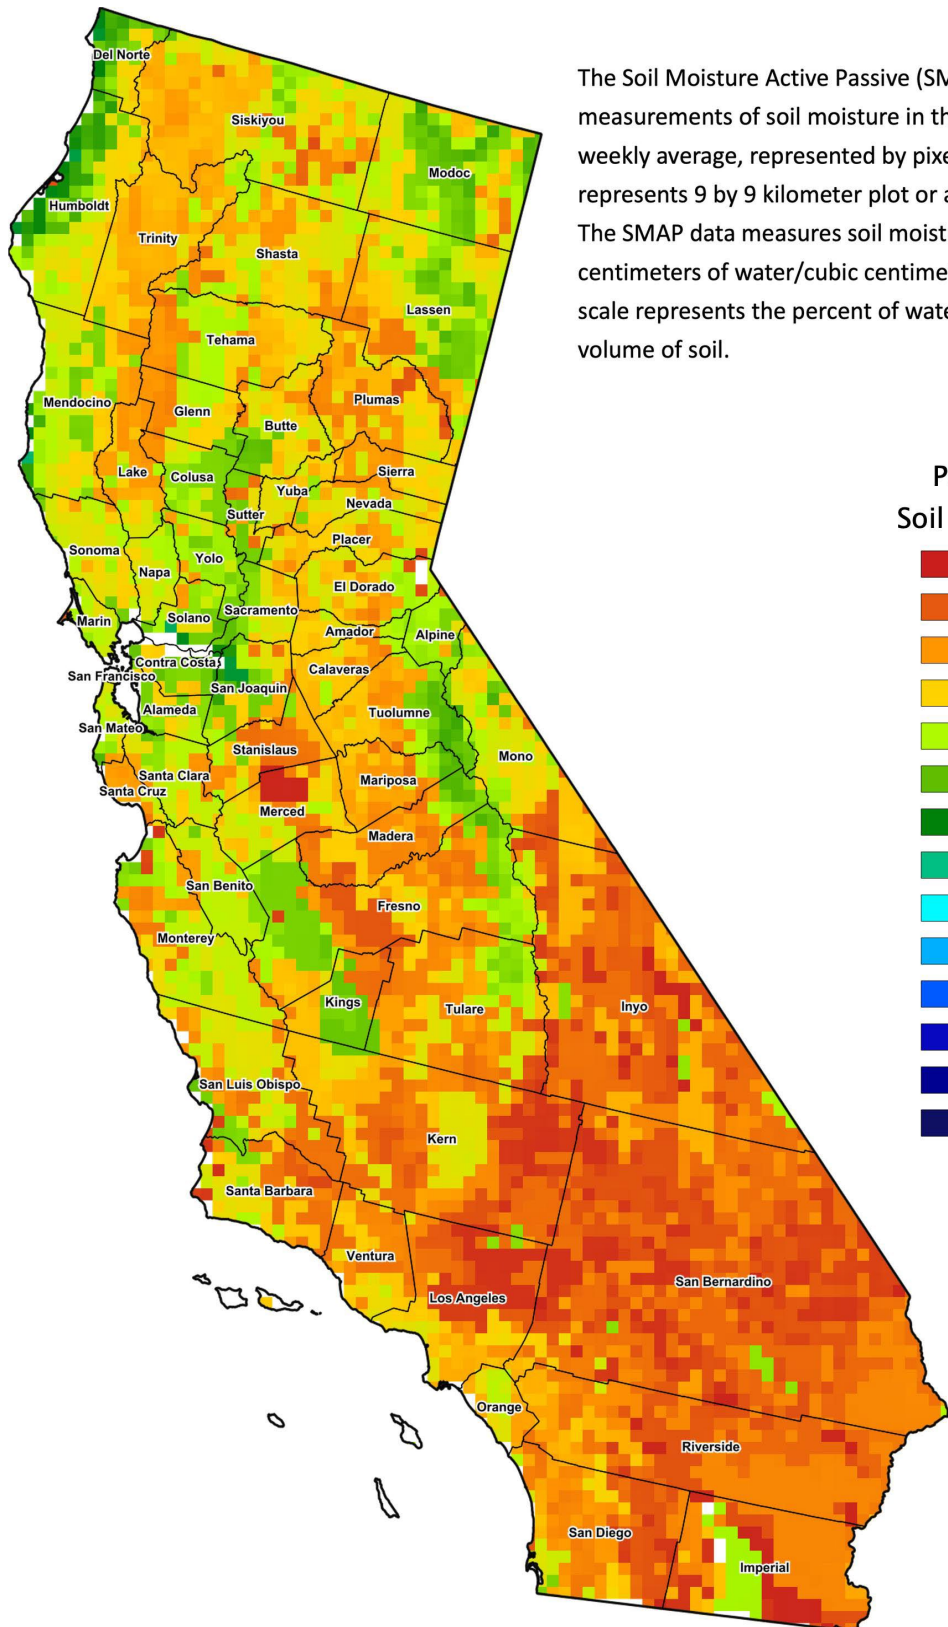 The Soil Moisture Active Passive (SM
measurements of soil moisture in th
weekly average, represented by pixe
represents 9 by 9 kilometer plot or a
The SMAP data measures soil moist
centimeters of water/cubic centime
scale represents the percent of wate
volume of soil.
P
Soil
Del Norte
Siskiyou
Modoc
Humboldt
Trinity
Shasta
Lassen
Tehama
Plumas
Mendocino
Glenn
Butte
Lake
Colusa
Sierra
Yuba
Nevada
Sutter
Placer
Sonoma
Yolo
Napa
El Dorado
Sacramento
Solano
Marin
Amador
Alpine
Contra Costa
Calaveras
San Francisco
San Joaquin
Alameda
Tuolumne
San Mateo
Stanislaus
Mono
Santa Clara
Mariposa
Santa Cruz
Merced
Madera
San Benito
Fresno
Monterey
Kings
Tulare
Inyo
San Luis Obispo
Kern
Santa Barbara
Ventura
San Bernardino
Los Angeles
Orange
Riverside
San Diego
Imperial